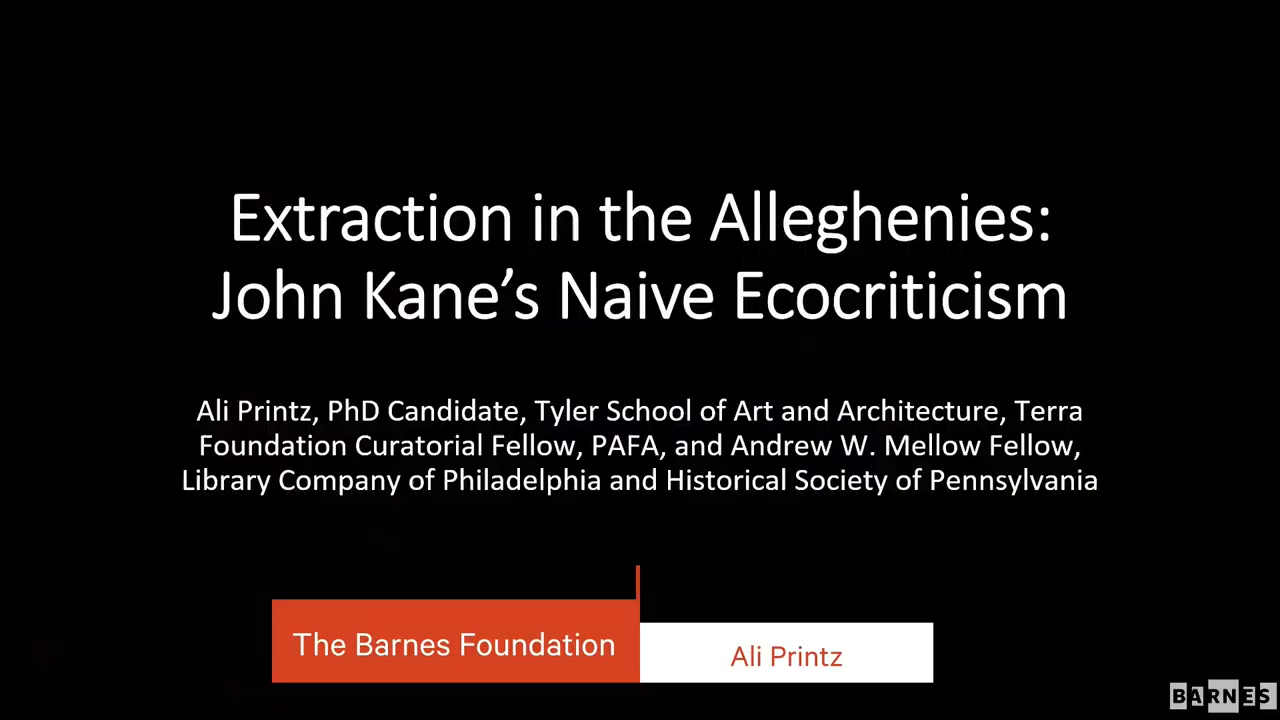 Extraction in the Alleghenies:
John Kane's Naive Ecocriticism
Ali Printz, PhD Candidate, Tyler School of Art and Architecture, Terra
Foundation Curatorial Fellow, PAFA, and Andrew W. Mellow Fellow,
Library Company of Philadelphia and Historical Society of Pennsylvania
The Barnes Foundation
Ali Printz
BARNES